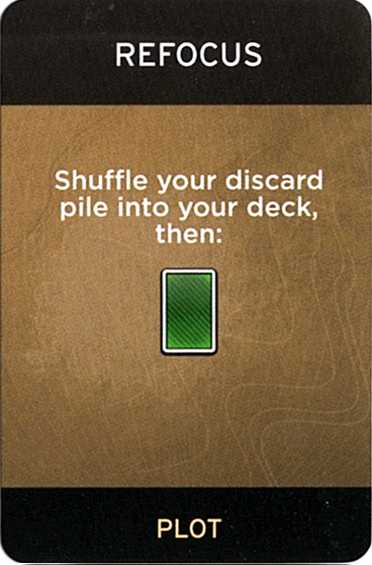 REFOCUS
Shuffle your discard
pile into your deck,
then:
PLOT